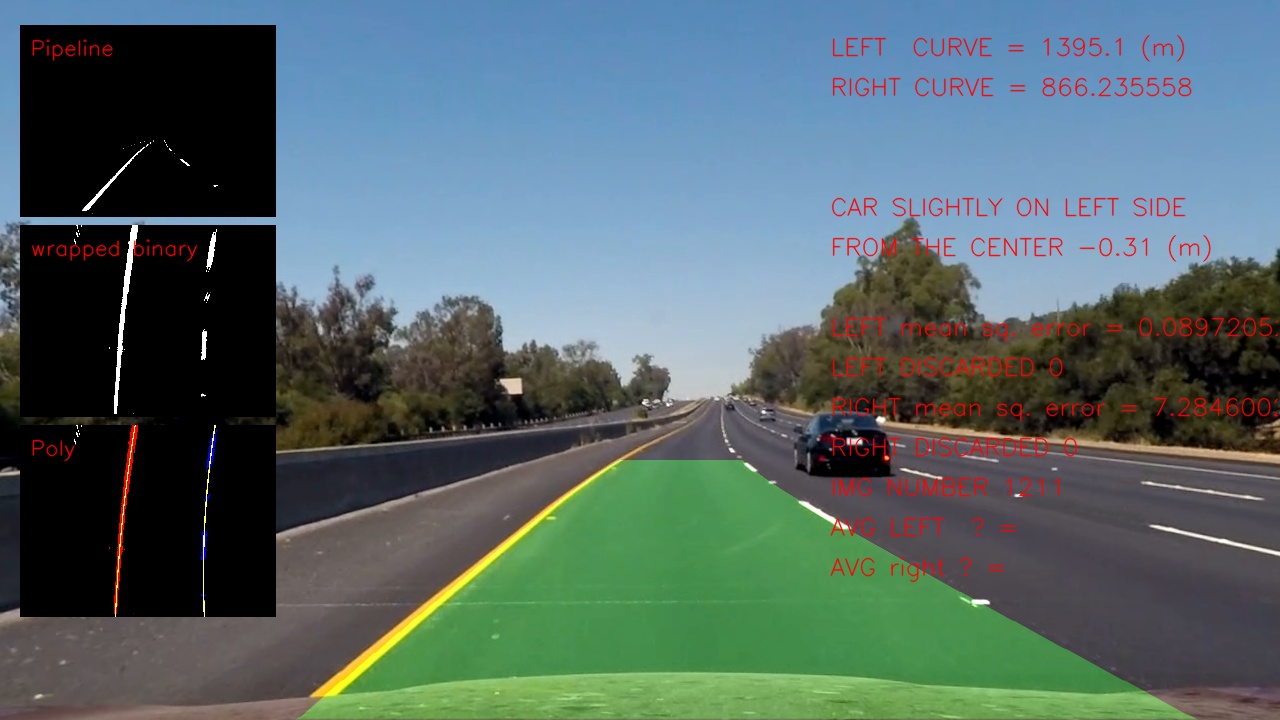 Pipeline
wrapped binary
Poly
LEFT CURVE = 1395.1 (m)
RIGHT CURVE = 866.235558
CAR SLIGHTLY ON LEFT SIDE
FROM THE CENTER -0.31 (m)
LEFT mean sq. error = 0.0897205
LEFT DISCARDED 0
RIGHT mean sq. error = 7.284600
RIGHT DISCARDED 0
IMG NUMBER 1211
AVG LEFT ? =
AVG right ? =